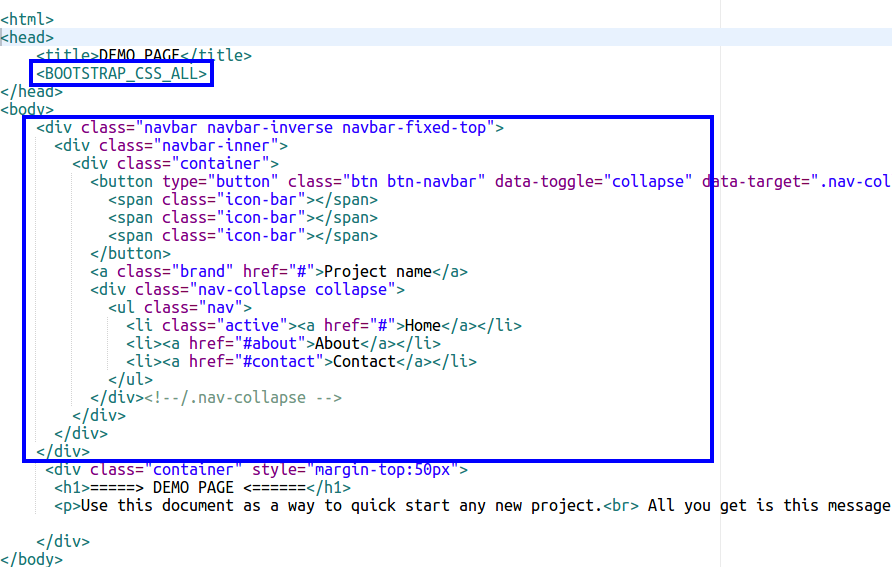 <html>
<head>
    <title>DEMO PAGE</title>
    <BOOTSTRAP_CSS_ALL>
</head>
<body>
    <div class="navbar navbar-inverse navbar-fixed-top">
      <div class="navbar-inner">
        <div class="container">
          <button type="button" class="btn btn-navbar" data-toggle="collapse" data-target=".nav-col
            <span class="icon-bar"></span>
            <span class="icon-bar"></span>
            <span class="icon-bar"></span>
          </button>
          <a class="brand" href="#">Project name</a>
          <div class="nav-collapse collapse">
            <ul class="nav">
              <li class="active"><a href="#">Home</a></li>
              <li><a href="#about">About</a></li>
              <li><a href="#contact">Contact</a></li>
            </ul>
          </div><!--/.nav-collapse -->
        </div>
      </div>
    </div>
     <div class="container" style="margin-top:50px">
      <h1>=====> DEMO PAGE <======</h1>
      <p>Use this document as a way to quick start any new project.<br> All you get is this message
    </div>
</body>